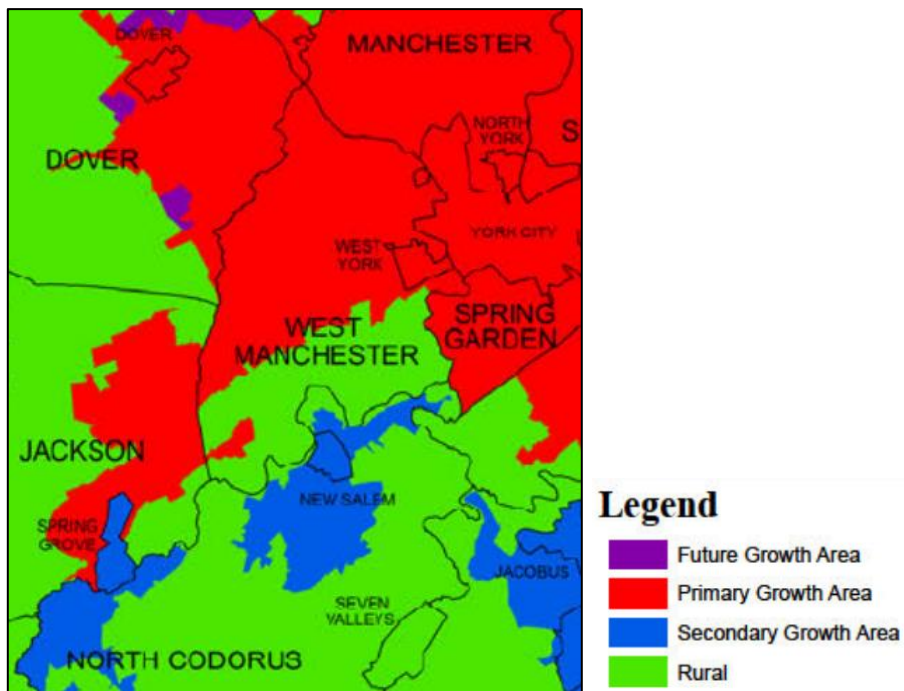 DOVER
MANCHESTER
NORTH
YORK
S
DOVER
YORK CITY
WEST
YORK
SPRING
GARDEN
WEST
MANCHESTER
JACKSON
NEW SALEM
SPRING
GROVE
JACOBUS
SEVEN
VALLEYS
NORTH CODORUS
Legend
Future Growth Area
Primary Growth Area
Secondary Growth Area
Rural